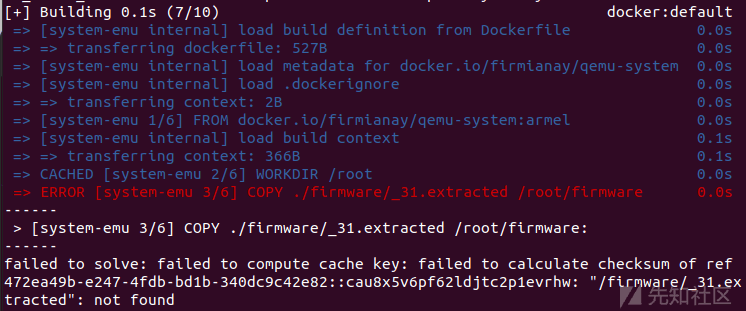 [+] Building 0.1s (7/10) docker:default
=> [system-emu internal] load build definition from Dockerfile 0.0s
=> => transferring dockerfile: 527B 0.0s
=> [system-emu internal] load metadata for docker.io/firmianay/qemu-system 0.0s
=> [system-emu internal] load .dockerignore 0.0s
=> => transferring context: 2B 0.0s
=> [system-emu 1/6] FROM docker.io/firmianay/qemu-system:armel 0.0s
=> [system-emu internal] load build context 0.1s
=> => transferring context: 366B 0.1s
=> CACHED [system-emu 2/6] WORKDIR /root 0.0s
=> ERROR [system-emu 3/6] COPY ./firmware/_31.extracted /root/firmware 0.0s
------
> [system-emu 3/6] COPY ./firmware/_31.extracted /root/firmware:
------
failed to solve: failed to compute cache key: failed to calculate checksum of ref
472ea49b-e247-4fdb-bd1b-340dc9c42e82::cau8x5v6pf62ldjtc2p1evrhw: "/firmware/_31.ex
tracted": not found
先知社区